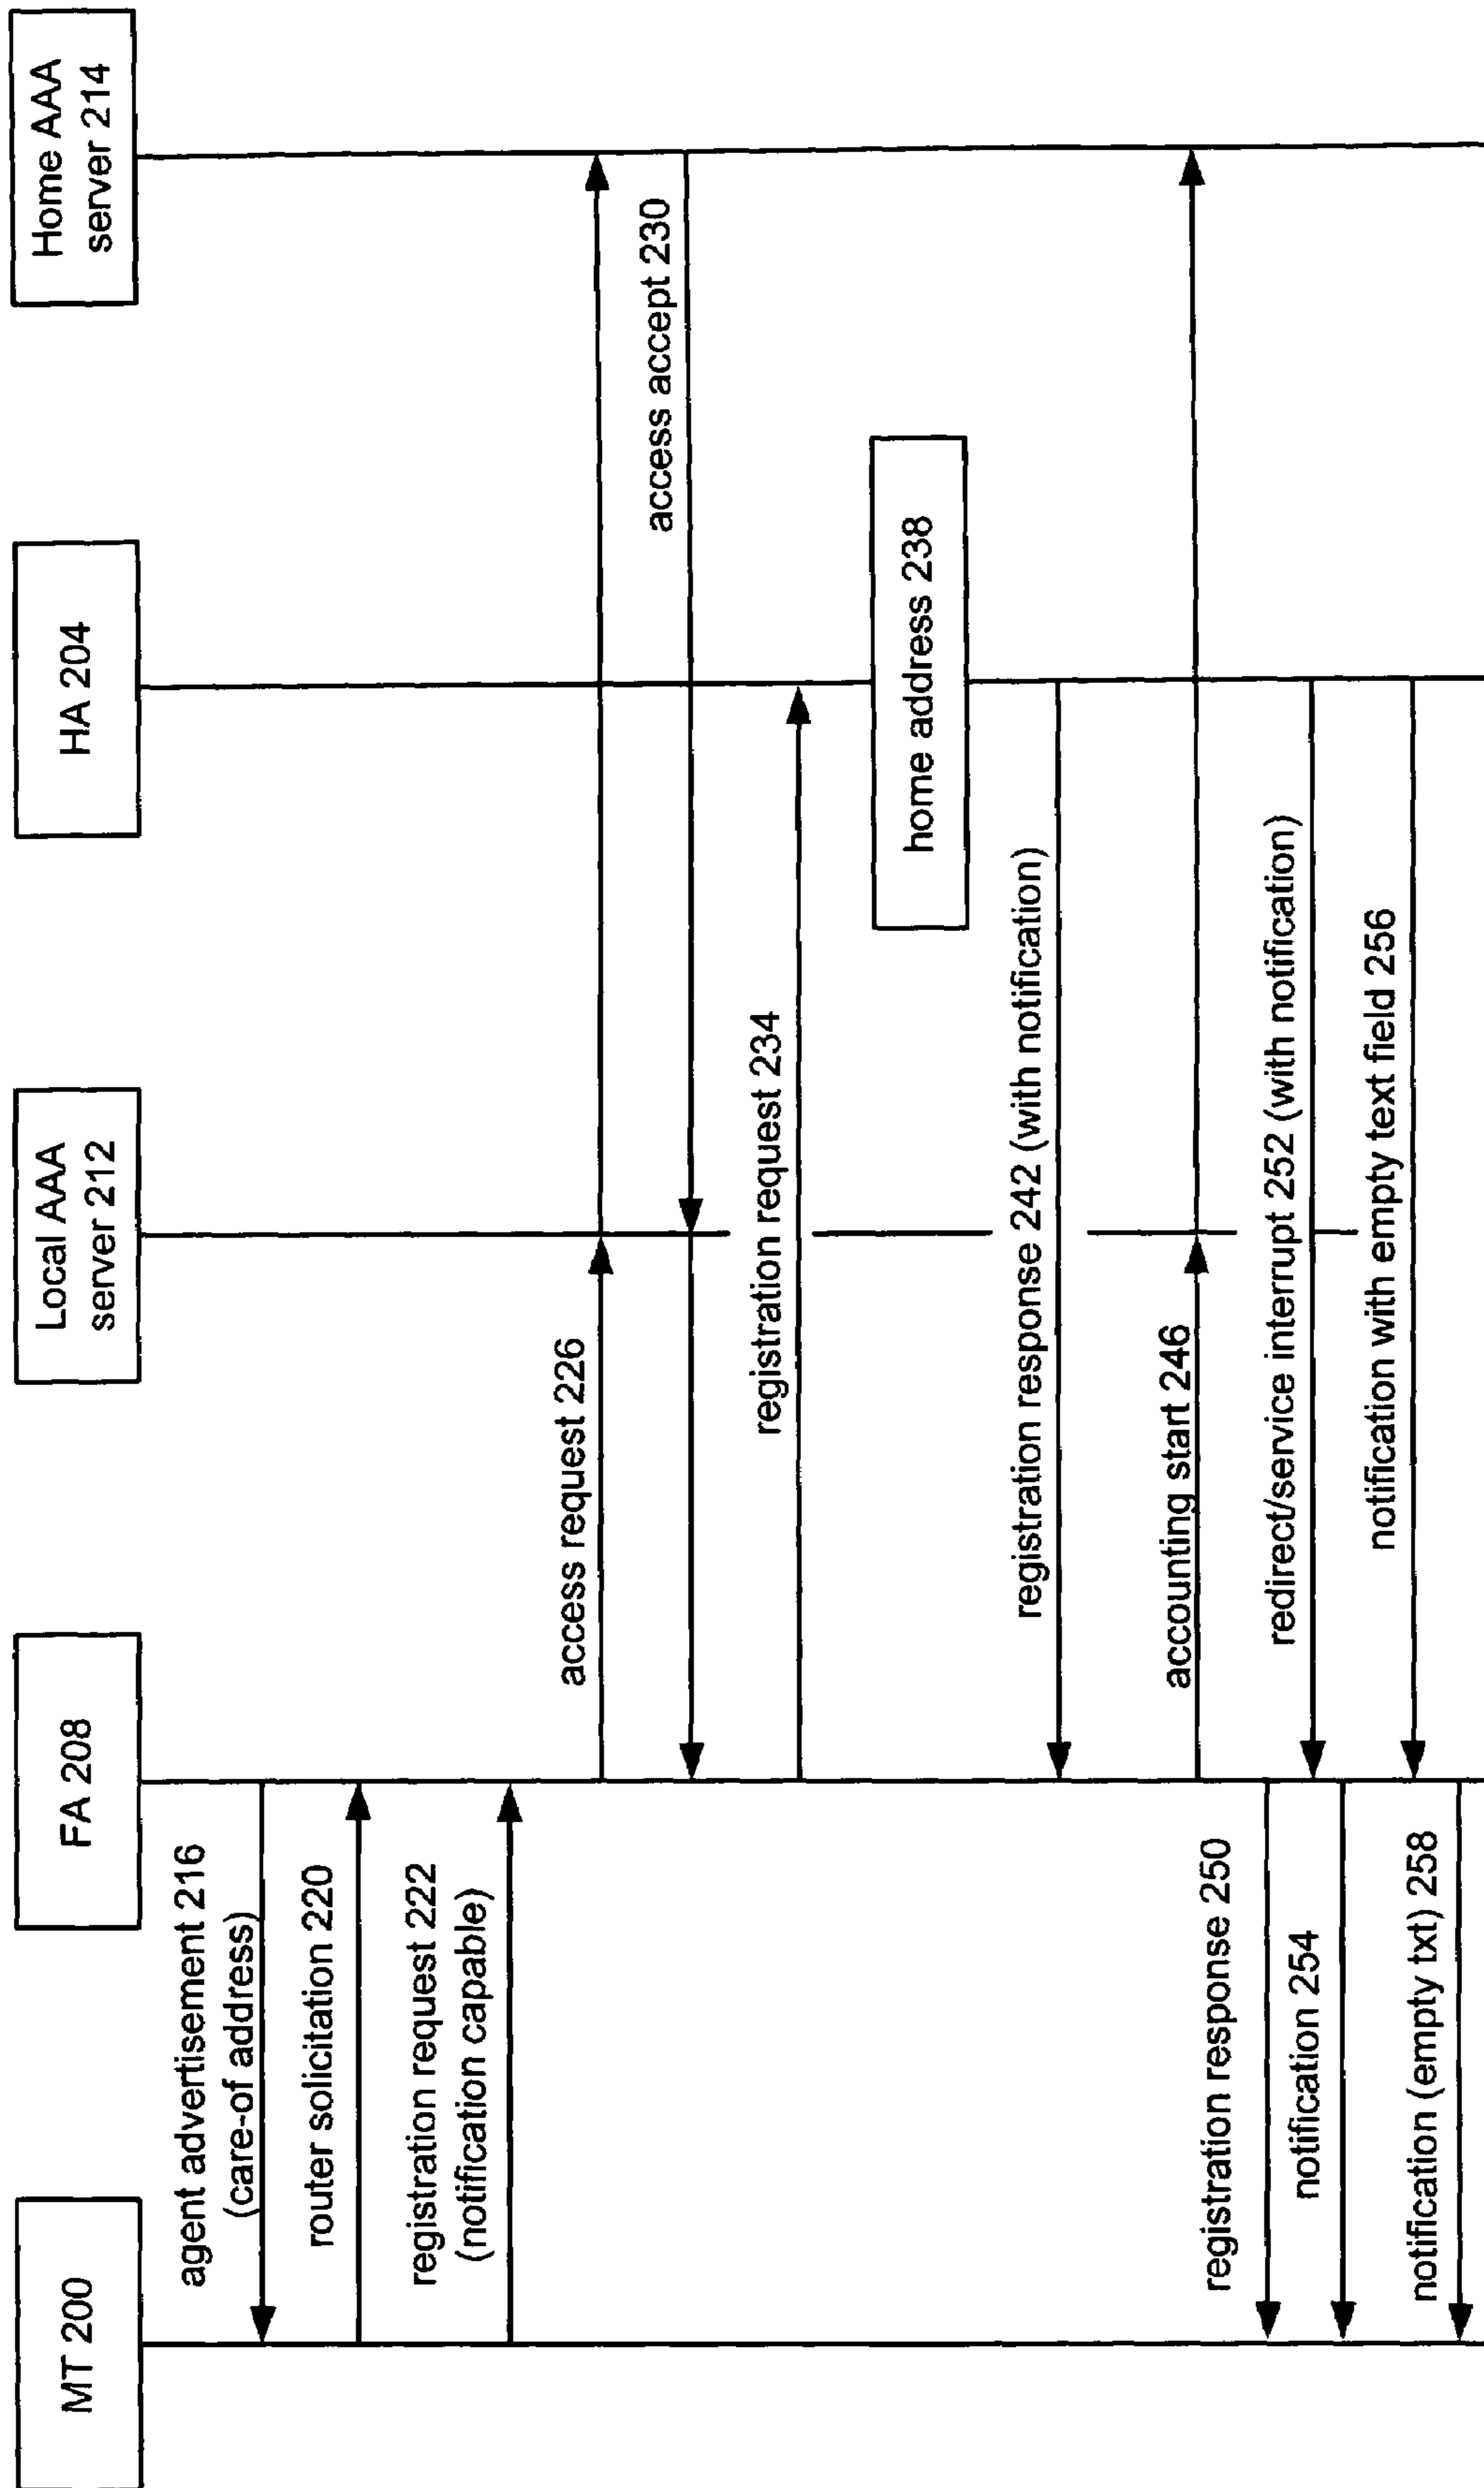 MT 200
FA 208
Local AAA
server 212
HA 204
Home AAA
server 214
agent advertisement 216
(care-of address)
router solicitation 220
registration request 222
(notification capable)
access request 226
access accept 230
registration request 234
home address 238
registration response 242 (with notification)
accounting start 246
registration response 250
redirect/service interrupt 252 (with notification)
notification 254
notification with empty text field 256
notification (empty txt) 258